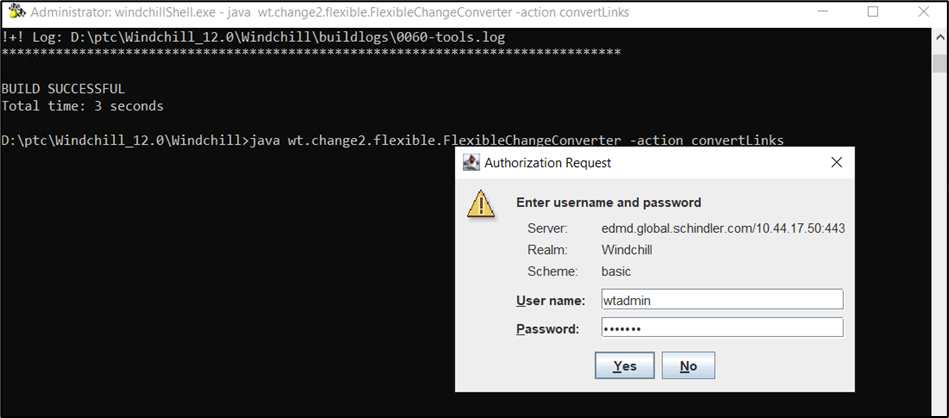 Administrator: windchillShell.exe - java  wt.change2.flexible.FlexibleChangeConverter -action convertLinks
!+! Log: D:\ptc\Windchill_12.0\Windchill\buildlogs\0060-tools.log
*******************************************************************************
BUILD SUCCESSFUL
Total time: 3 seconds
D:\ptc\Windchill_12.0\Windchill>java wt.change2.flexible.FlexibleChangeConverter -action convertLinks
Authorization Request
Enter username and password
Server: edmd.global.schindler.com/10.44.17.50:443
Realm: Windchill
Scheme: basic
User name: wtadmin
Password: •••••••
Yes No